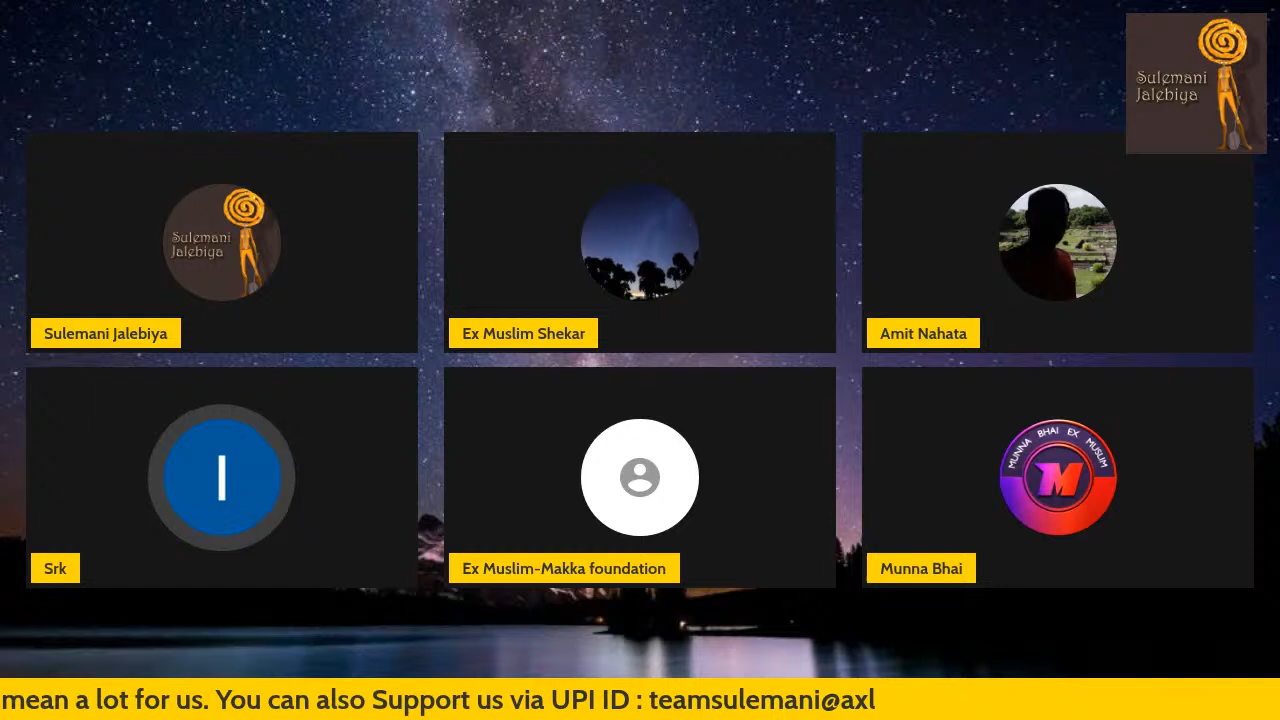 Sulemani
Jalebiya
Sulemani
Jalebiya
Sulemani Jalebiya
Ex Muslim Shekar
Amit Nahata
I
Srk
Ex Muslim-Makka foundation
MUNNA BHAI EX MUSLIM
M
Munna Bhai
mean a lot for us. You can also Support us via UPI ID : teamsulemani@axl